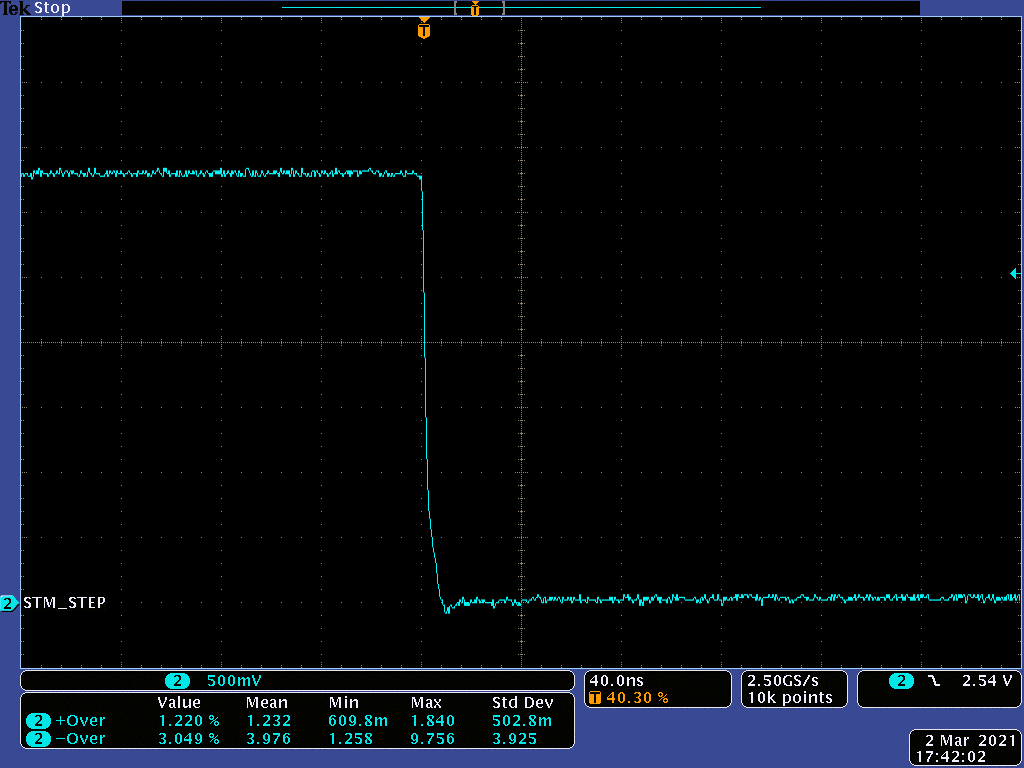 Tek Stop
T
T
2 STM_STEP
2 500mV
40.0ns
T 40.30 %
2.50GS/s
10k points
2 2.54 V
Value Mean Min Max Std Dev
2 +Over 1.220 % 1.232 609.8m 1.840 502.8m
2 −Over 3.049 % 3.976 1.258 9.756 3.925
2 Mar 2021
17:42:02